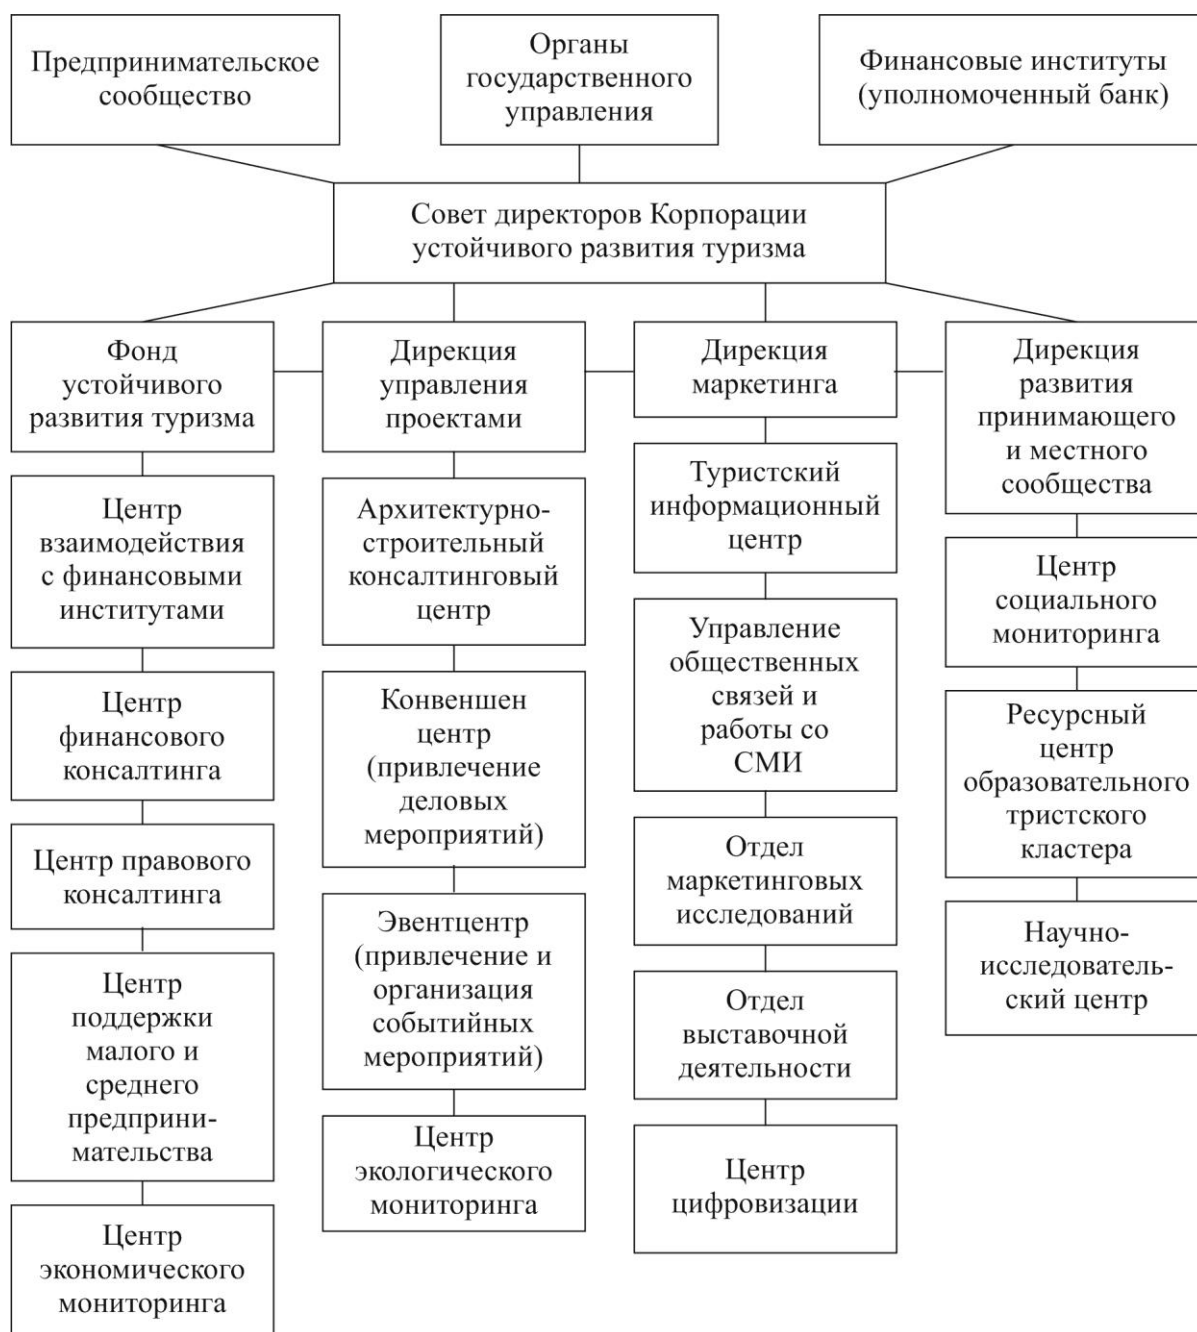 Предпринимательское
сообщество
Органы
государственного
управления
Финансовые институты
(уполномоченный банк)
Совет директоров Корпорации
устойчивого развития туризма
Фонд
устойчивого
развития туризма
Центр
взаимодействия
с финансовыми
институтами
Центр
финансового
консалтинга
Центр правового
консалтинга
Центр
поддержки
малого и
среднего
предприни-
мательства
Центр
экономического
мониторинга
Дирекция
управления
проектами
Архитектурно-
строительный
консалтинговый
центр
Конвеншен
центр
(привлечение
деловых
мероприятий)
Эвентцентр
(привлечение и
организация
событийных
мероприятий)
Центр
экологического
мониторинга
Дирекция
маркетинга
Туристский
информационный
центр
Управление
общественных
связей и
работы со
СМИ
Отдел
маркетинговых
исследований
Отдел
выставочной
деятельности
Центр
цифровизации
Дирекция
развития
принимающего
и местного
сообщества
Центр
социального
мониторинга
Ресурсный
центр
образовательного
тристского
кластера
Научно-
исследователь-
ский центр